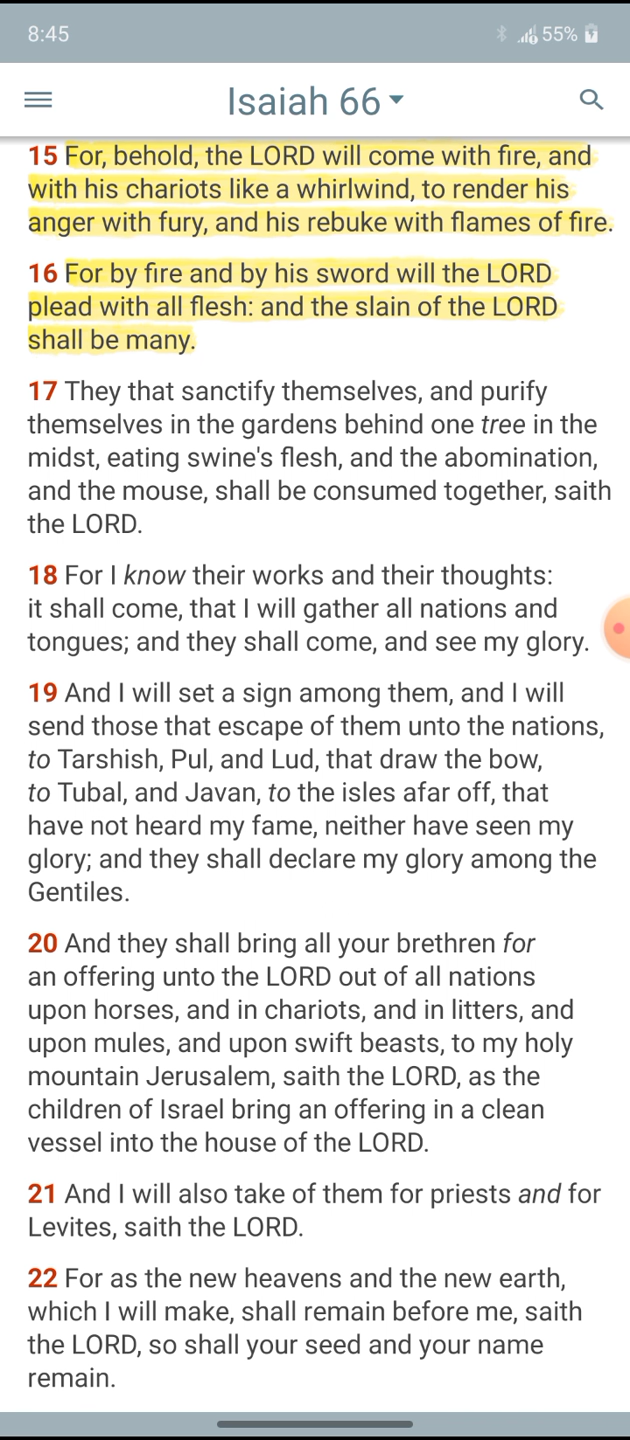 8:45
55%
Isaiah 66
15 For, behold, the LORD will come with fire, and
with his chariots like a whirlwind, to render his
anger with fury, and his rebuke with flames of fire.
16 For by fire and by his sword will the LORD
plead with all flesh: and the slain of the LORD
shall be many.
17 They that sanctify themselves, and purify
themselves in the gardens behind one tree in the
midst, eating swine's flesh, and the abomination,
and the mouse, shall be consumed together, saith
the LORD.
18 For I know their works and their thoughts:
it shall come, that I will gather all nations and
tongues; and they shall come, and see my glory.
19 And I will set a sign among them, and I will
send those that escape of them unto the nations,
to Tarshish, Pul, and Lud, that draw the bow,
to Tubal, and Javan, to the isles afar off, that
have not heard my fame, neither have seen my
glory; and they shall declare my glory among the
Gentiles.
20 And they shall bring all your brethren for
an offering unto the LORD out of all nations
upon horses, and in chariots, and in litters, and
upon mules, and upon swift beasts, to my holy
mountain Jerusalem, saith the LORD, as the
children of Israel bring an offering in a clean
vessel into the house of the LORD.
21 And I will also take of them for priests and for
Levites, saith the LORD.
22 For as the new heavens and the new earth,
which I will make, shall remain before me, saith
the LORD, so shall your seed and your name
remain.